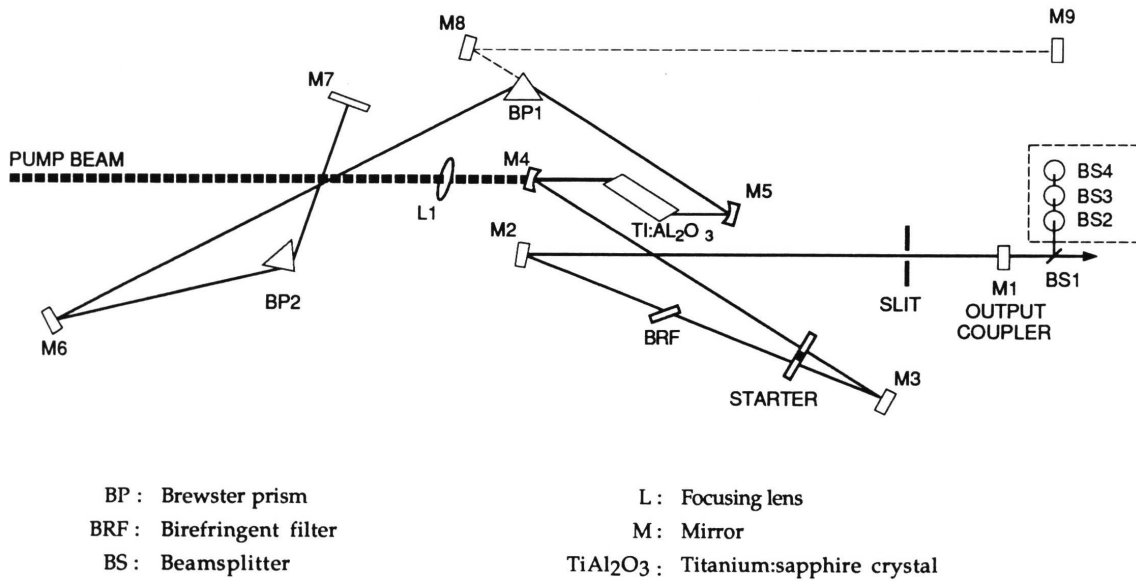 M8
M9
M7
BP1
PUMP BEAM
M4
BS4
L1
M5
BS3
TI:AL2O 3
BS2
M2
BP2
SLIT
M1
BS1
OUTPUT
COUPLER
M6
BRF
STARTER
M3
BP : Brewster prism
L : Focusing lens
BRF : Birefringent filter
M : Mirror
BS : Beamsplitter
TiAl2O3 : Titanium:sapphire crystal